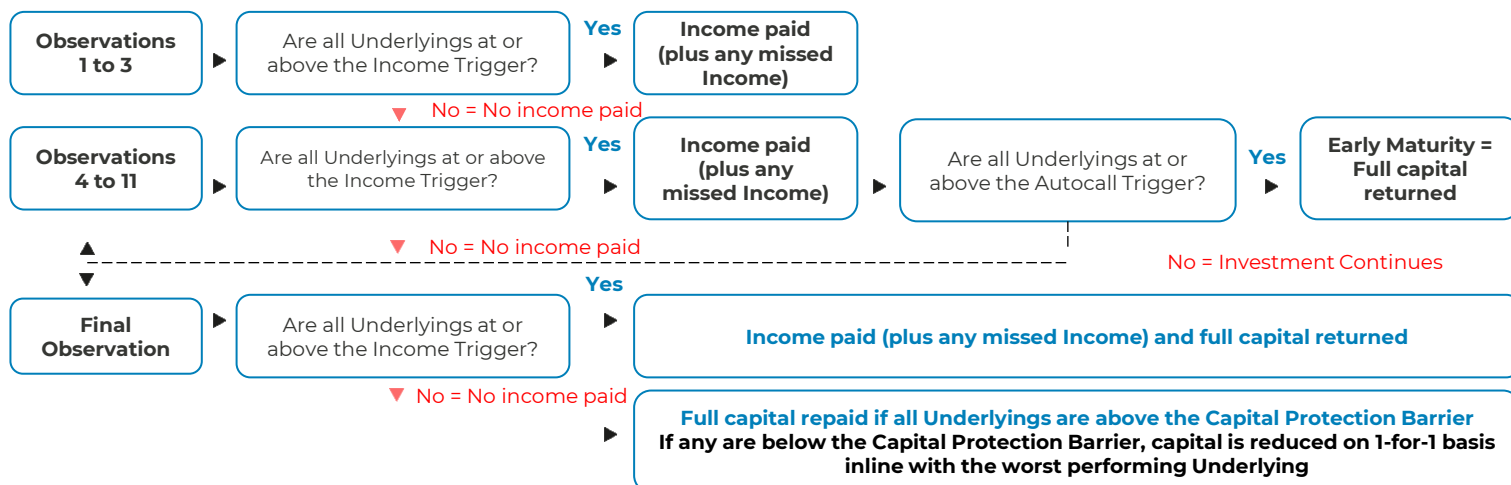 Observations
1 to 3
Are all Underlyings at or
above the Income Trigger?
Yes
Income paid
(plus any missed
Income)
No = No income paid
Observations
4 to 11
Are all Underlyings at or above
the Income Trigger?
Yes
Income paid
(plus any
missed Income)
Are all Underlyings at or
above the Autocall Trigger?
Yes
Early Maturity =
Full capital
returned
No = No income paid
No = Investment Continues
Final
Observation
Are all Underlyings at or
above the Income Trigger?
Yes
Income paid (plus any missed Income) and full capital returned
No = No income paid
Full capital repaid if all Underlyings are above the Capital Protection Barrier
If any are below the Capital Protection Barrier, capital is reduced on 1-for-1 basis
inline with the worst performing Underlying